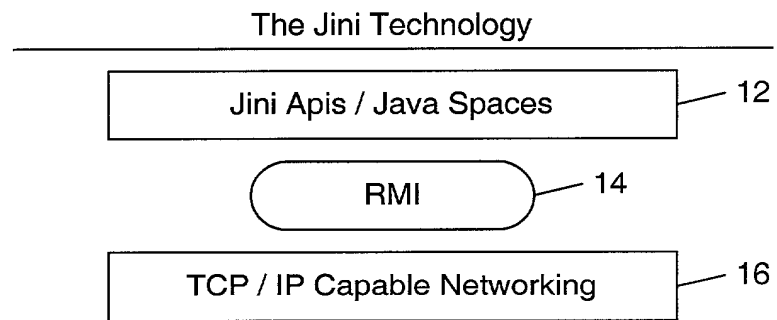 The Jini Technology
Jini Apis / Java Spaces
12
RMI
14
TCP / IP Capable Networking
16